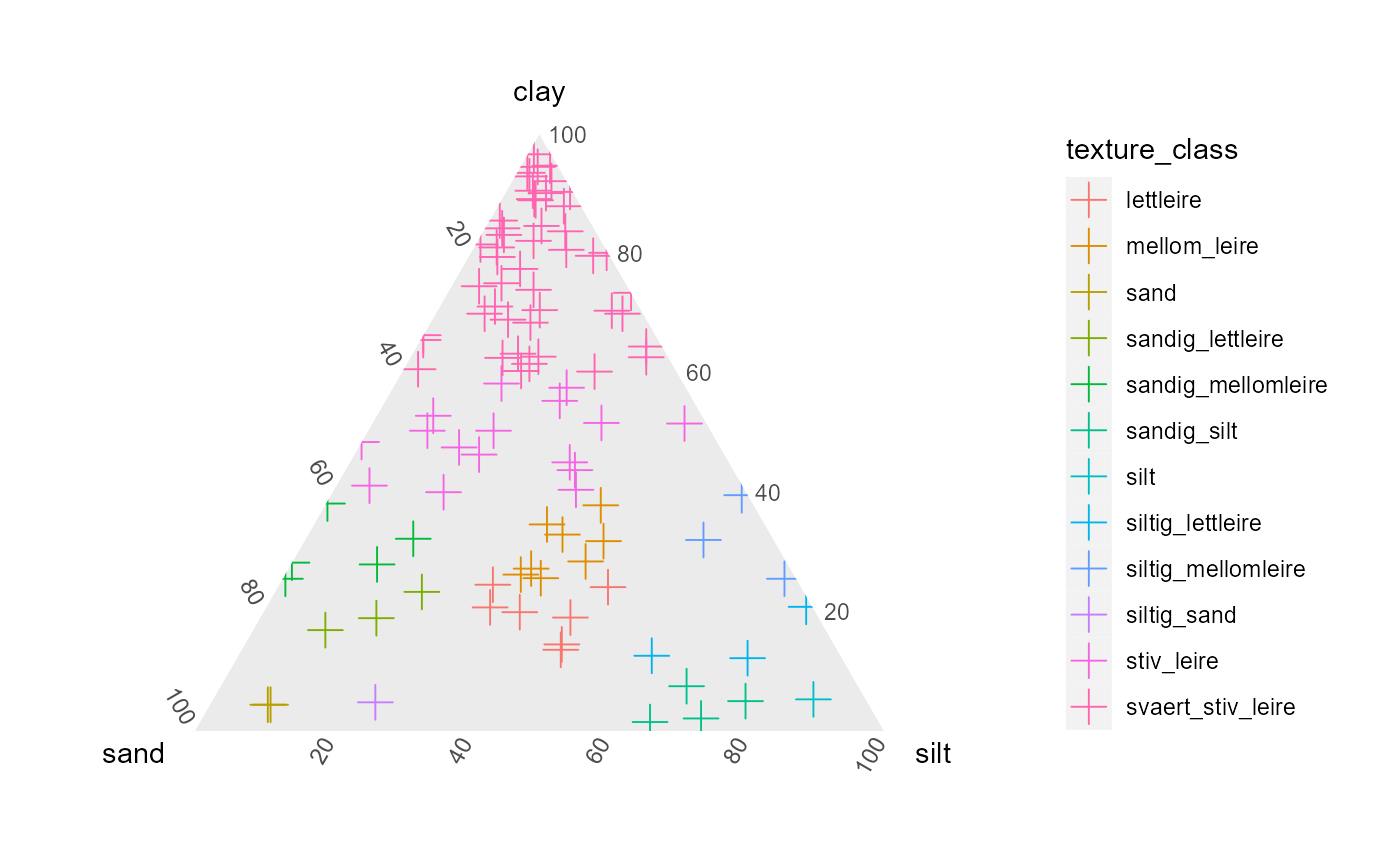 clay
100
20
80
40
60
60
40
80
20
100
sand
20
40
60
80
100
silt
texture_class
lettleire
mellom_leire
sand
sandig_lettleire
sandig_mellomleire
sandig_silt
silt
siltig_lettleire
siltig_mellomleire
siltig_sand
stiv_leire
svaert_stiv_leire